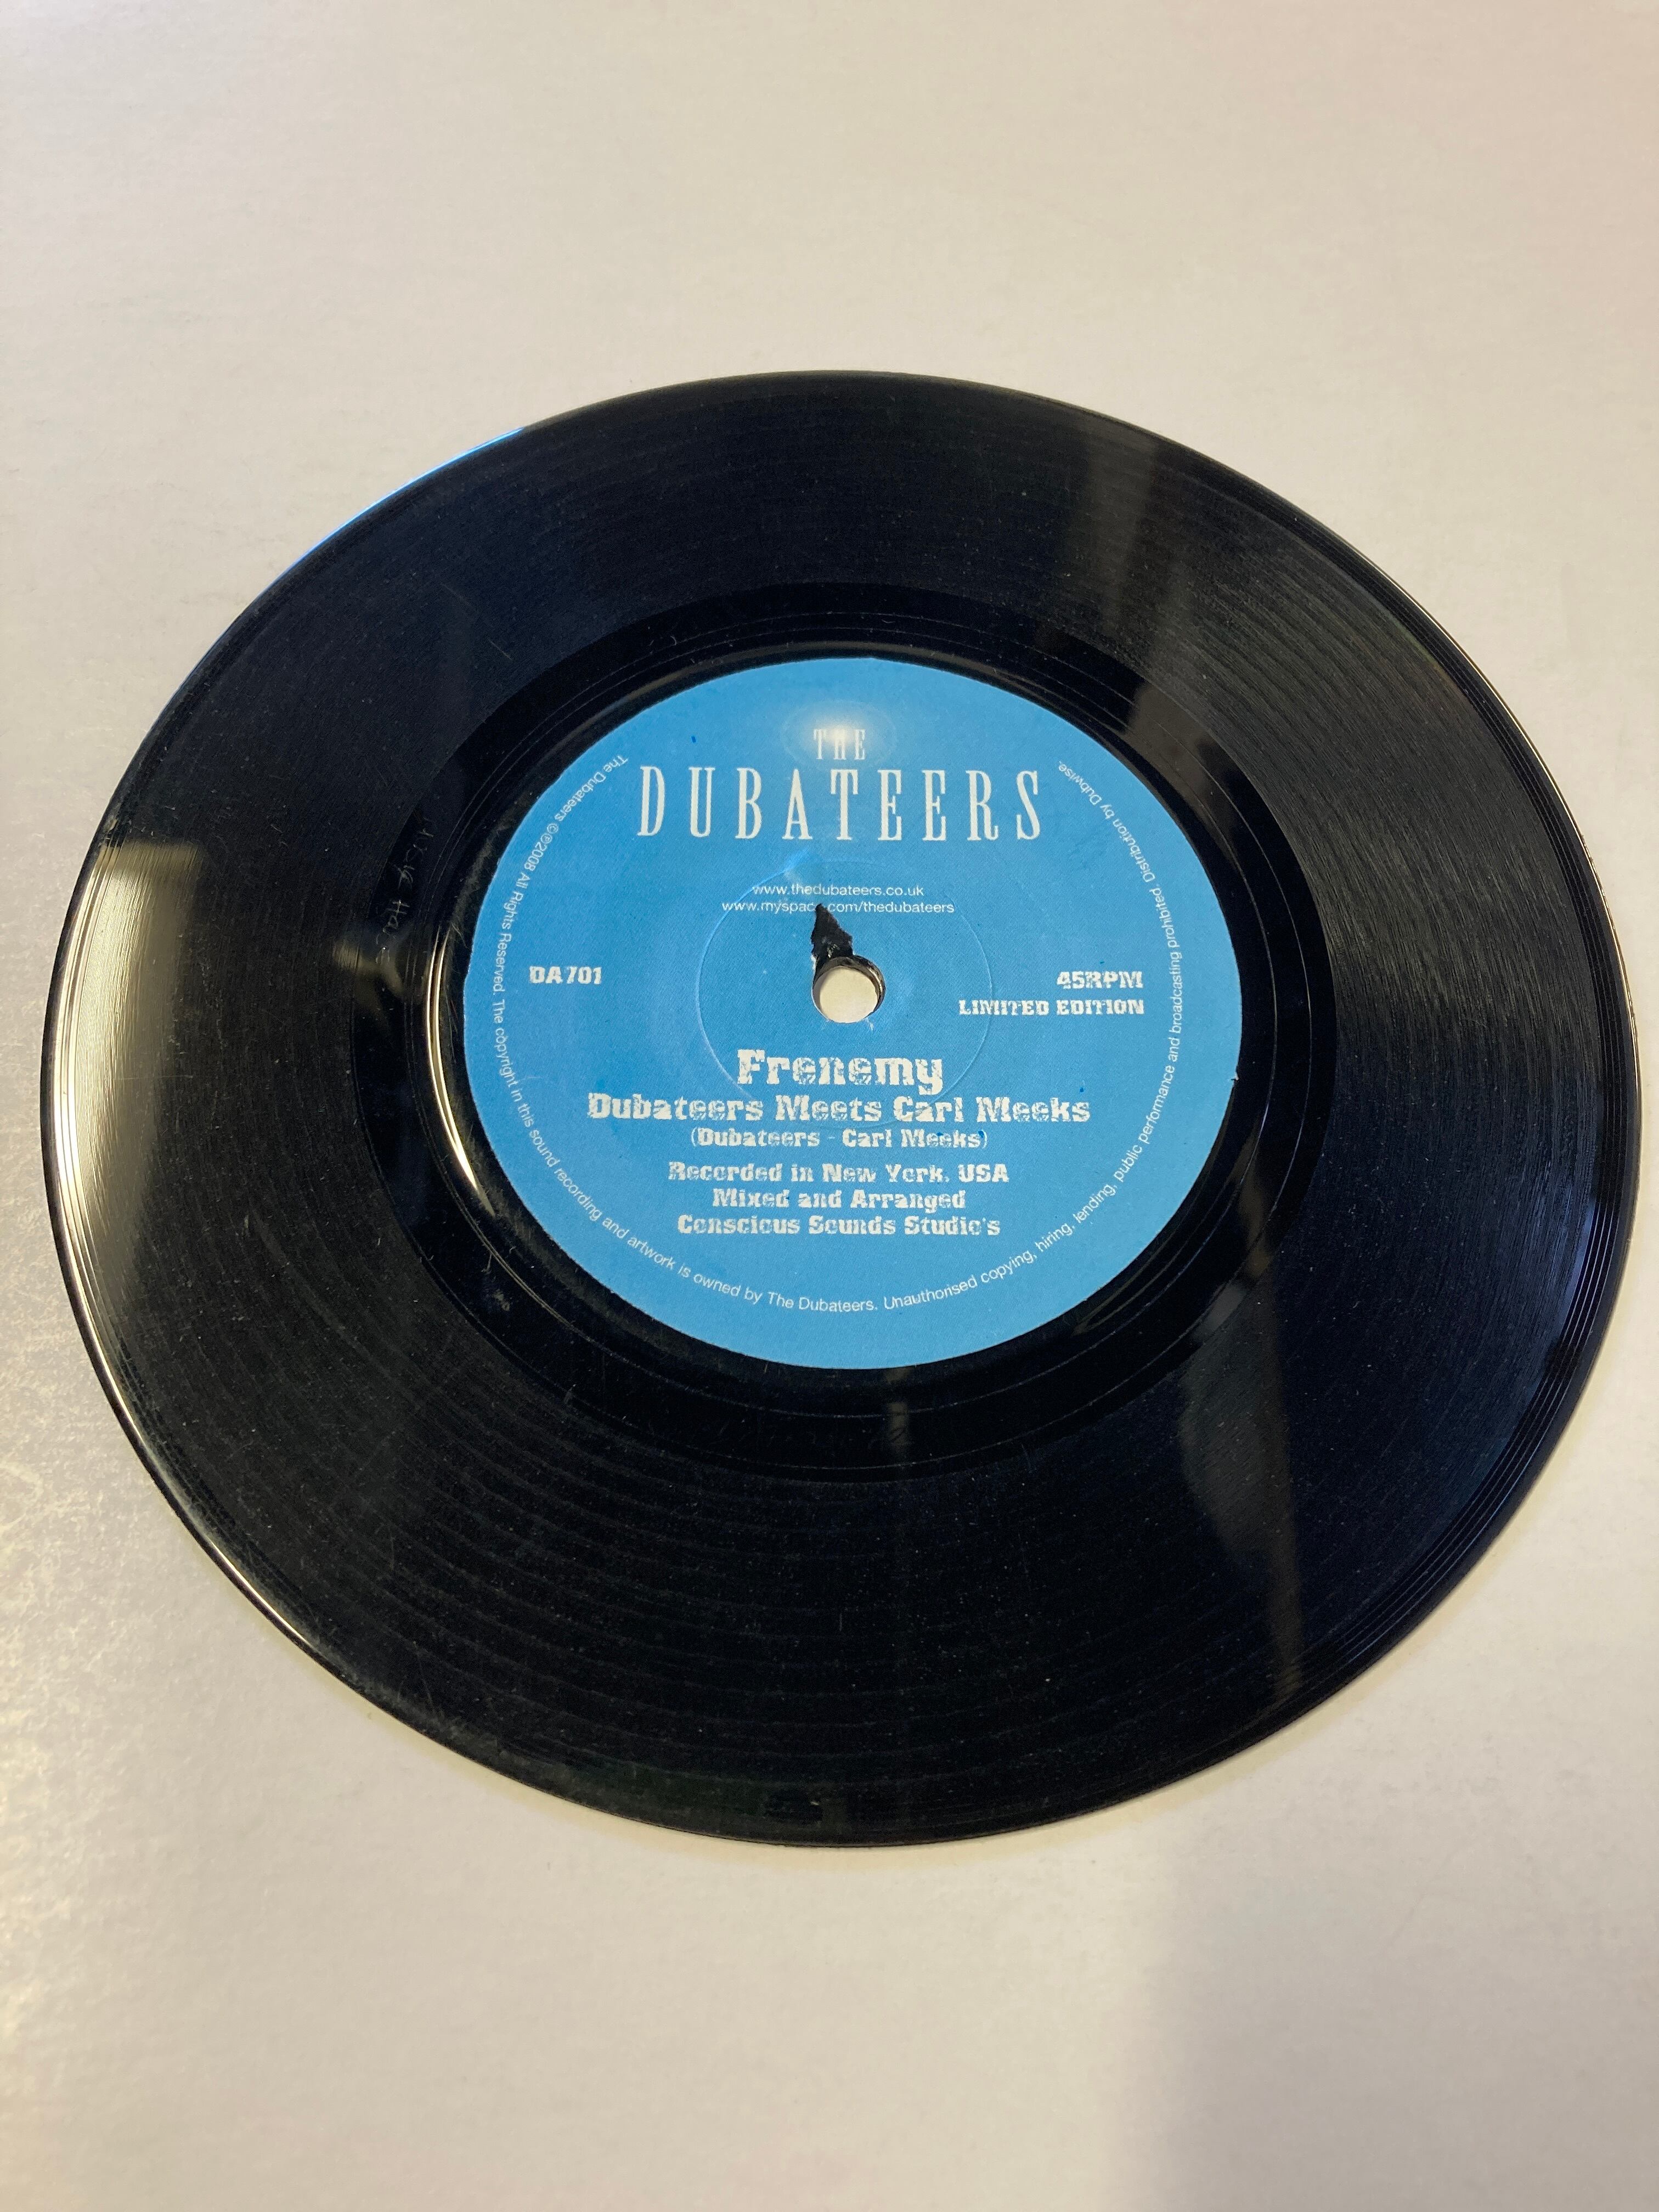 THE
DUBATEERS
www.thedubateers.co.uk
www.myspace.com/thedubateers
DA701
45RPM
LIMITED EDITION
Frenemy
Dubateers Meets Carl Meeks
(Dubateers - Carl Meeks)
Recorded in New York, USA
Mixed and Arranged
Conscious Sounds Studio's
The Dubateers ©℗2008 All Rights Reserved. The copyright in this sound recording and artwork is owned by The Dubateers. Unauthorised copying, hiring, lending, public performance and broadcasting prohibited. Distribution by Dubwise.